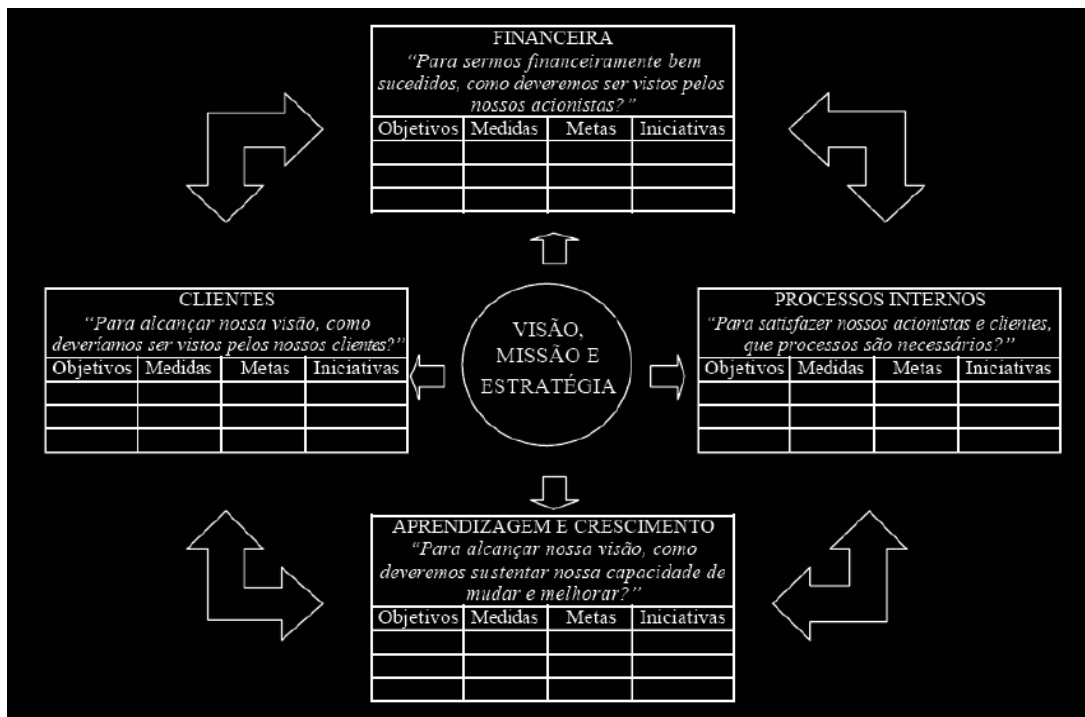 FINANCEIRA
“Para sermos financeiramente bem
sucedidos, como deveremos ser vistos pelos
nossos acionistas?”
Objetivos Medidas Metas Iniciativas
CLIENTES
“Para alcançar nossa visão, como
deveríamos ser vistos pelos nossos clientes?”
Objetivos Medidas Metas Iniciativas
VISÃO,
MISSÃO E
ESTRATÉGIA
PROCESSOS INTERNOS
“Para satisfazer nossos acionistas e clientes,
que processos são necessários?”
Objetivos Medidas Metas Iniciativas
APRENDIZAGEM E CRESCIMENTO
“Para alcançar nossa visão, como
deveremos sustentar nossa capacidade de
mudar e melhorar?”
Objetivos Medidas Metas Iniciativas